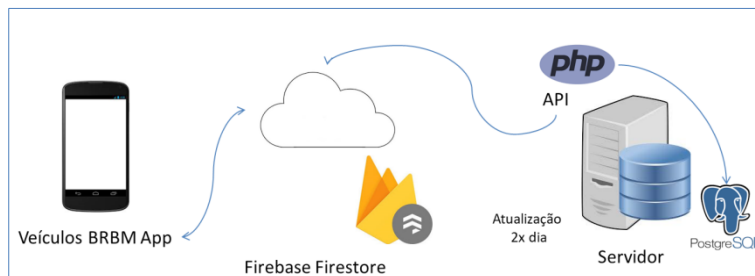 php
API
Veículos BRBM App
Firebase Firestore
Atualização
2x dia
Servidor
PostgreSQL